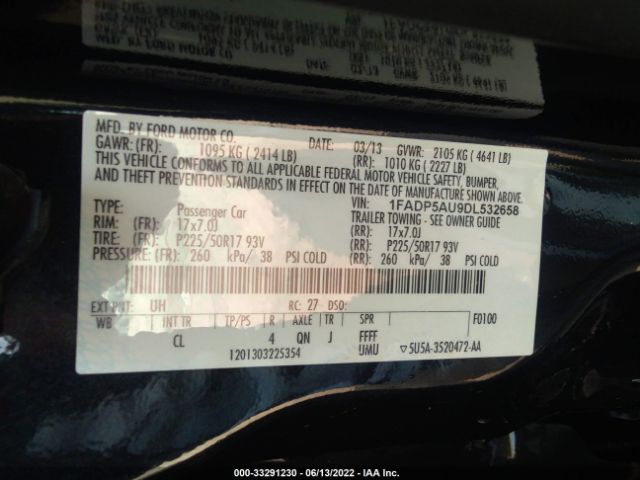 MFD. BY FORD MOTOR CO.
DATE: 03/13 GVWR: 2105 KG ( 4641 LB)
GAWR: (FR): 1095 KG ( 2414 LB) (RR): 1010 KG ( 2227 LB)
THIS VEHICLE CONFORMS TO ALL APPLICABLE FEDERAL MOTOR VEHICLE SAFETY, BUMPER,
AND THEFT PREVENTION STANDARDS IN EFFECT ON THE DATE OF MANUFACTURE SHOWN ABOVE.
VIN: 1FADP5AU9DL532658
TYPE: Passenger Car TRAILER TOWING - SEE OWNER GUIDE
RIM: (FR): 17x7.0J (RR): 17x7.0J
TIRE: (FR): P225/50R17 93V (RR): P225/50R17 93V
PRESSURE: (FR): 260 kPa/ 38 PSI COLD (RR): 260 kPa/ 38 PSI COLD
EXT PNT: UH RC: 27 DSO: F0100
WB INT TR TP/PS R AXLE TR SPR
CL 4 QN J FFFF
UMU ▽5U5A-3520472-AA
1201303225354
000-33291230 - 06/13/2022 - IAA Inc.